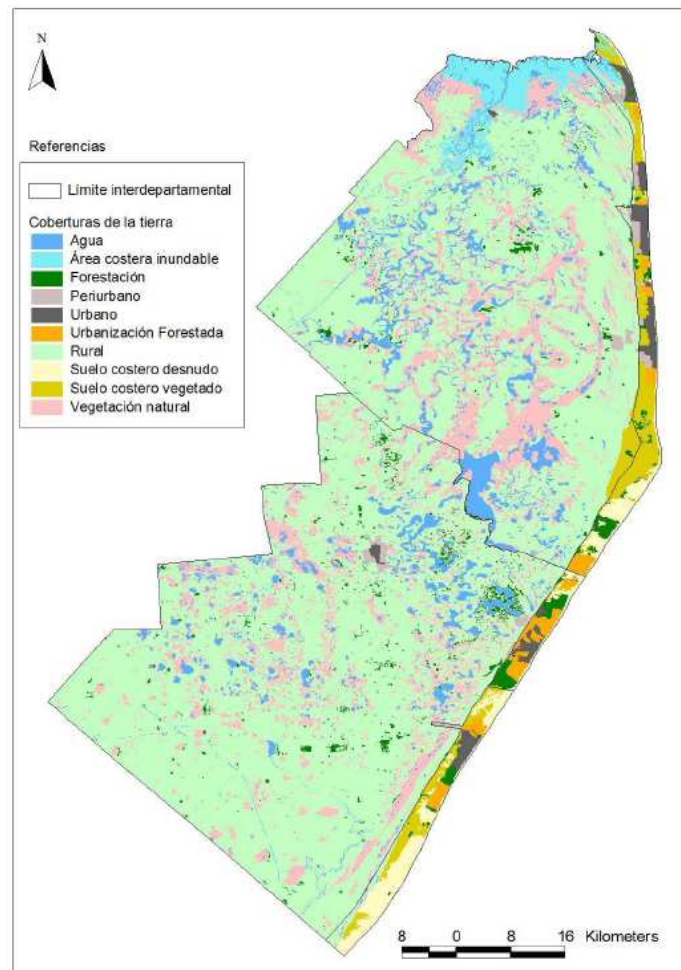 N
Referencias
Límite interdepartamental
Coberturas de la tierra
Agua
Área costera inundable
Forestación
Periurbano
Urbano
Urbanización Forestada
Rural
Suelo costero desnudo
Suelo costero vegetado
Vegetación natural
8 0 8 16 Kilometers